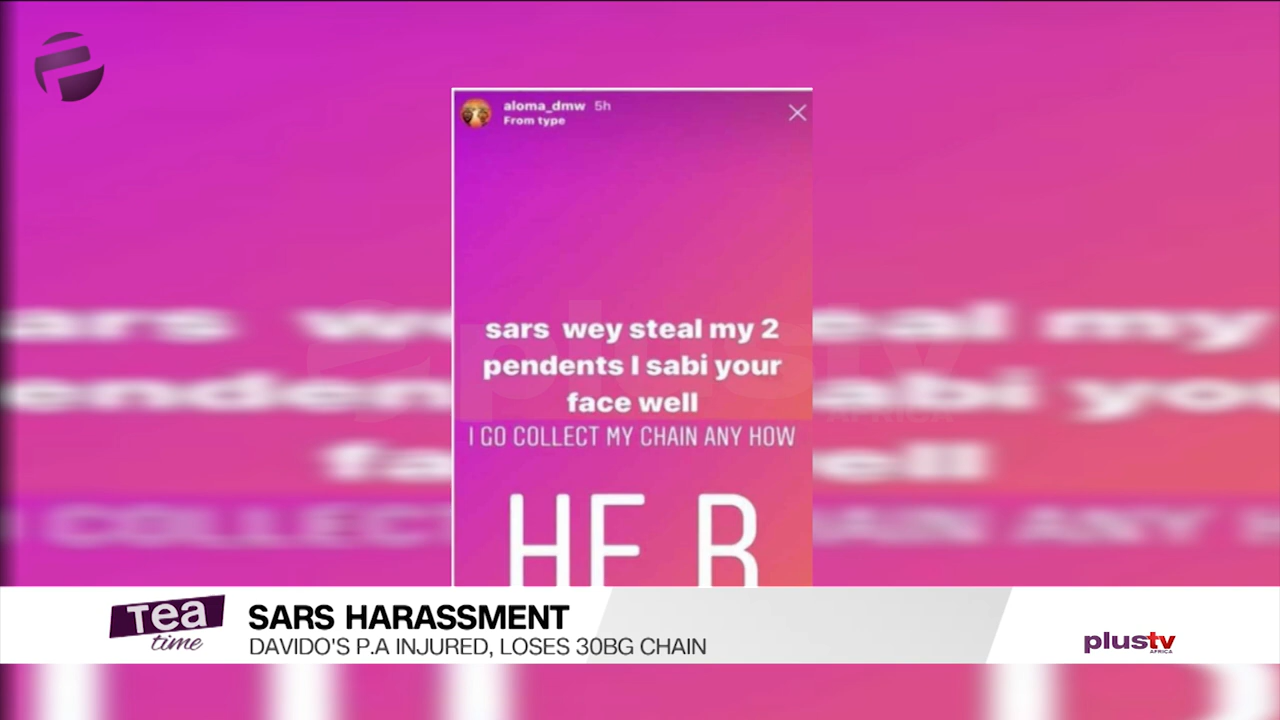 aloma_dmw 5h
From type
sars wey steal my 2
pendents I sabi your
face well
I GO COLLECT MY CHAIN ANY HOW
Tea
time
SARS HARASSMENT
DAVIDO'S P.A INJURED, LOSES 30BG CHAIN
plustv
AFRICA